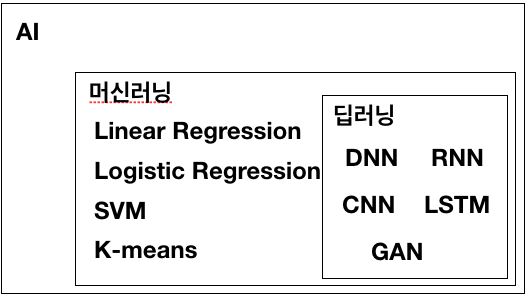 AI
머신러닝
Linear Regression
Logistic Regression
SVM
K-means
딥러닝
DNN RNN
CNN LSTM
GAN